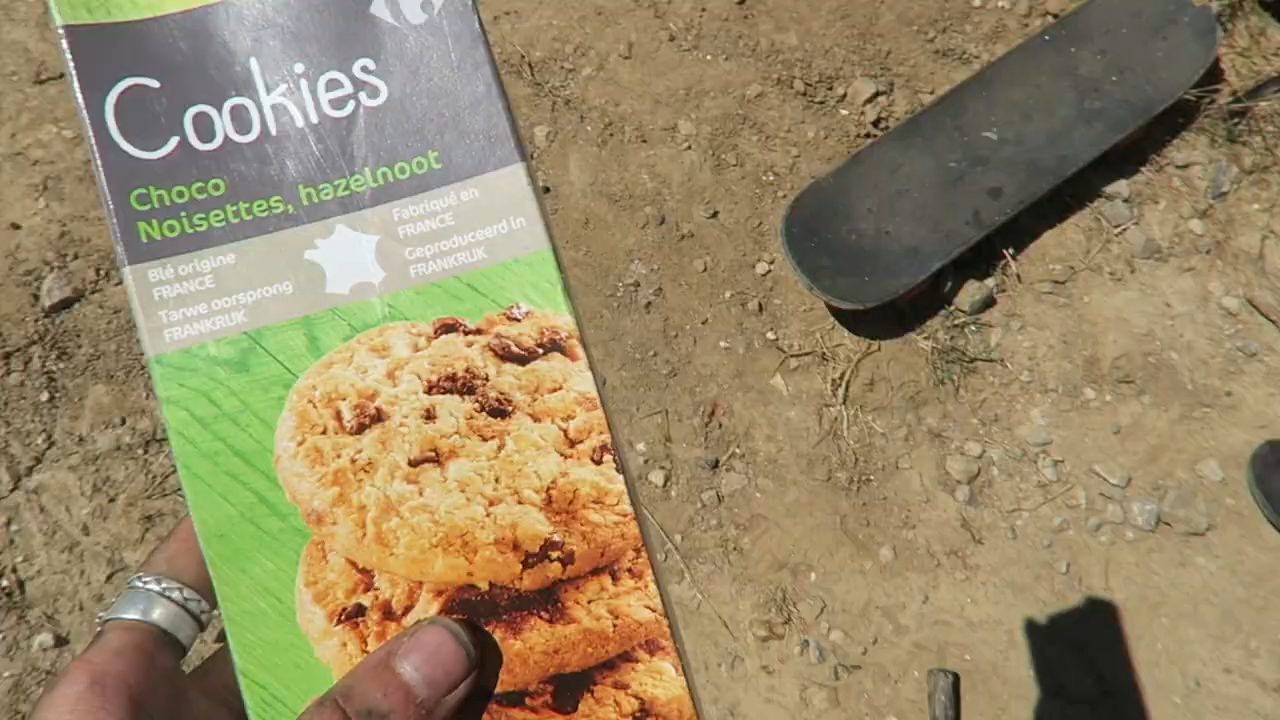 Cookies
Choco
Noisettes, hazelnoot
Blé origine
FRANCE
Tarwe oorsprong
FRANKRIJK
Fabriqué en
FRANCE
Geproduceerd in
FRANKRIJK